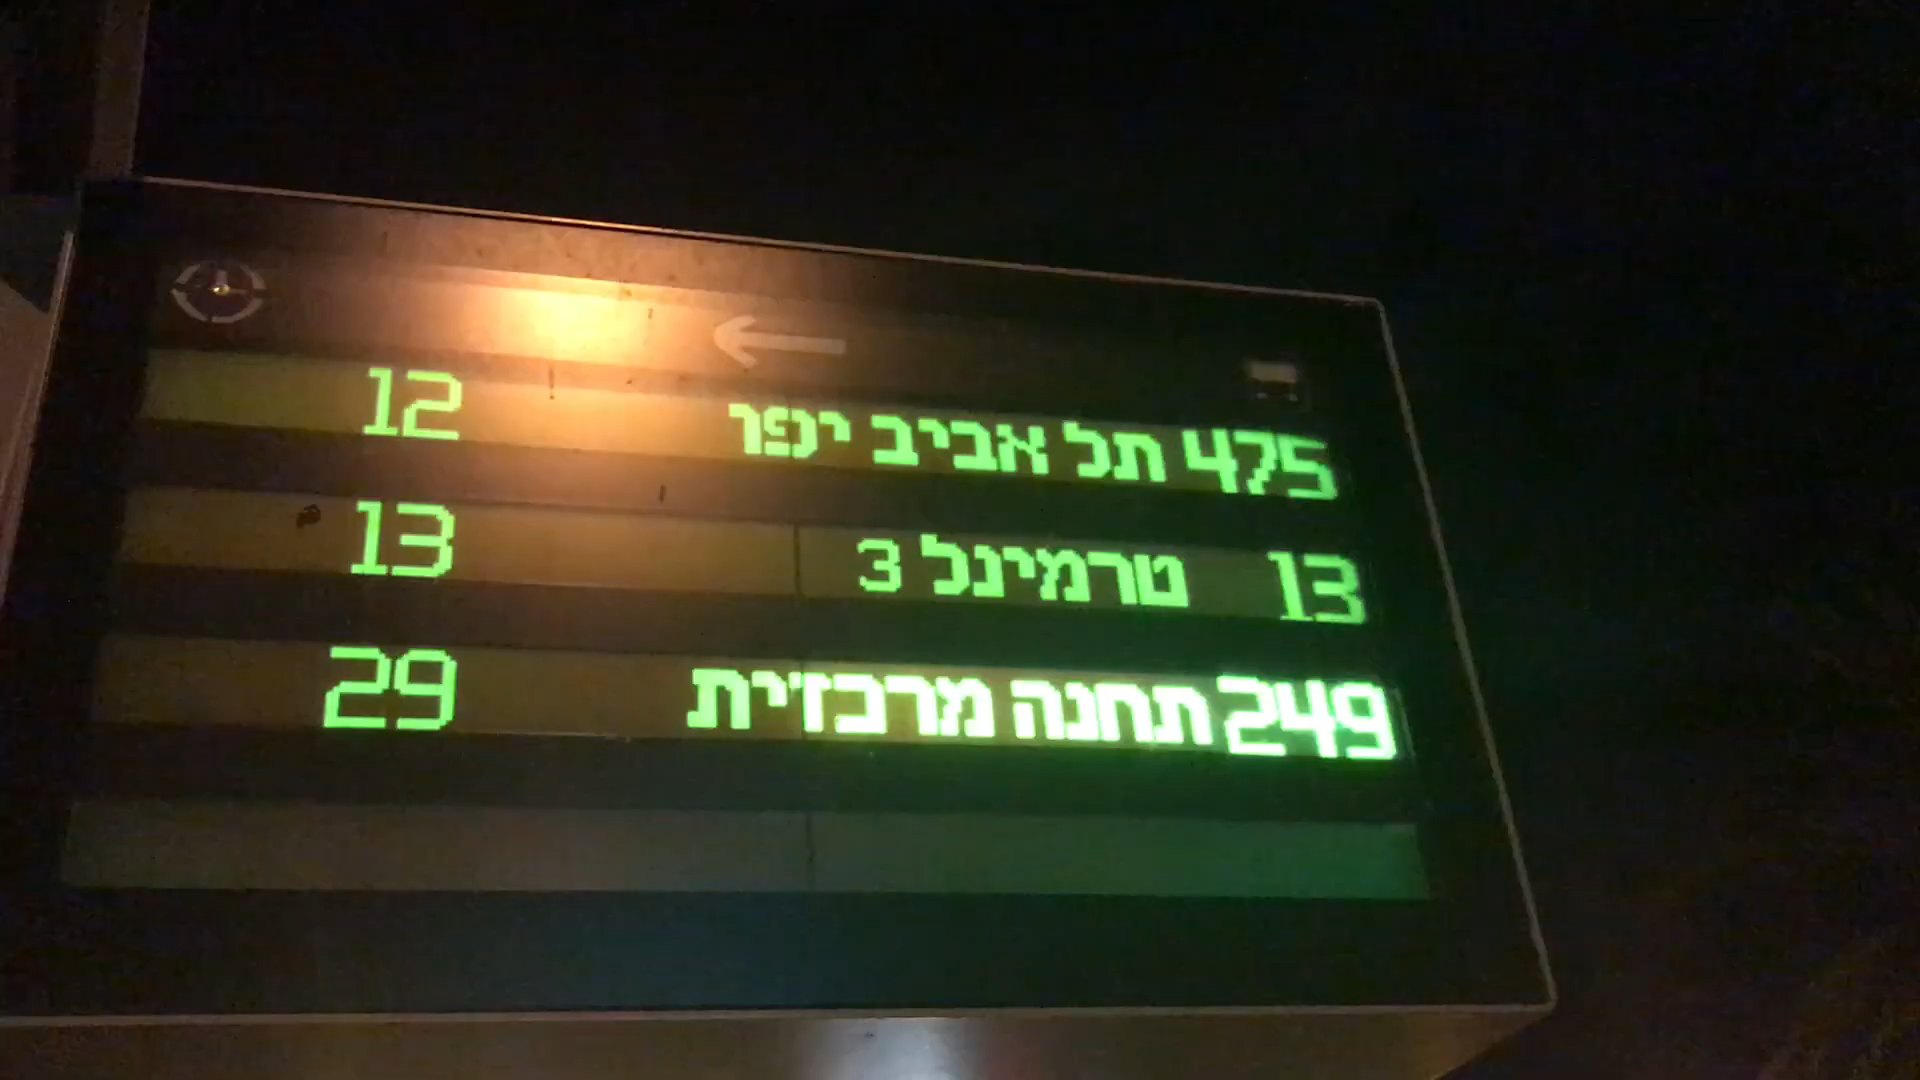 475 תל אביב יפו 12
13 טרמינל 3 13
249 תחנה מרכזית 29